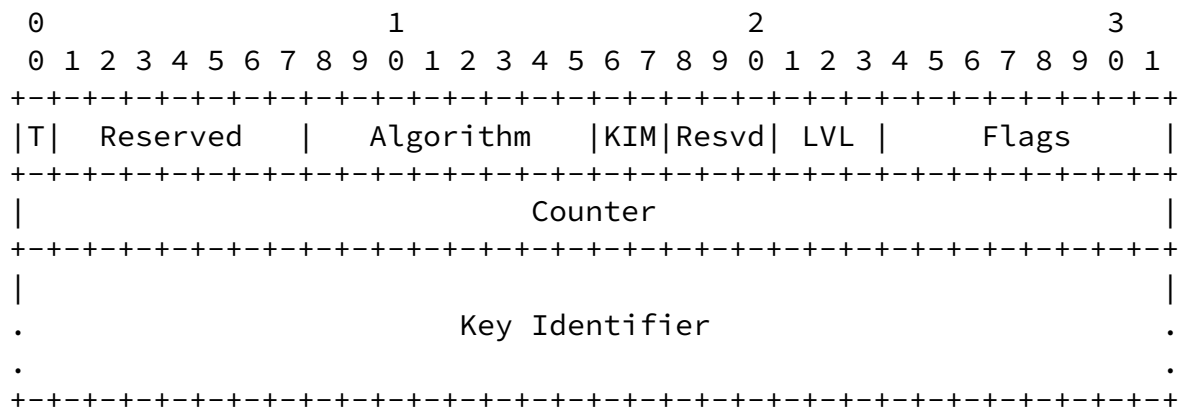 0                   1                   2                   3
 0 1 2 3 4 5 6 7 8 9 0 1 2 3 4 5 6 7 8 9 0 1 2 3 4 5 6 7 8 9 0 1
+-+-+-+-+-+-+-+-+-+-+-+-+-+-+-+-+-+-+-+-+-+-+-+-+-+-+-+-+-+-+-+-+
|T|  Reserved   |   Algorithm   |KIM|Resvd| LVL |     Flags     |
+-+-+-+-+-+-+-+-+-+-+-+-+-+-+-+-+-+-+-+-+-+-+-+-+-+-+-+-+-+-+-+-+
|                            Counter                            |
+-+-+-+-+-+-+-+-+-+-+-+-+-+-+-+-+-+-+-+-+-+-+-+-+-+-+-+-+-+-+-+-+
|                                                               |
.                        Key Identifier                         .
.                                                               .
+-+-+-+-+-+-+-+-+-+-+-+-+-+-+-+-+-+-+-+-+-+-+-+-+-+-+-+-+-+-+-+-+